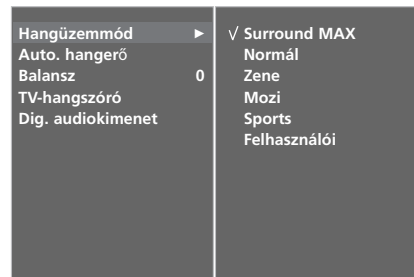 Hangüzemmód ►
Auto. hangerő
Balansz 0
TV-hangszóró
Dig. audiokimenet
√ Surround MAX
Normál
Zene
Mozi
Sports
Felhasználói